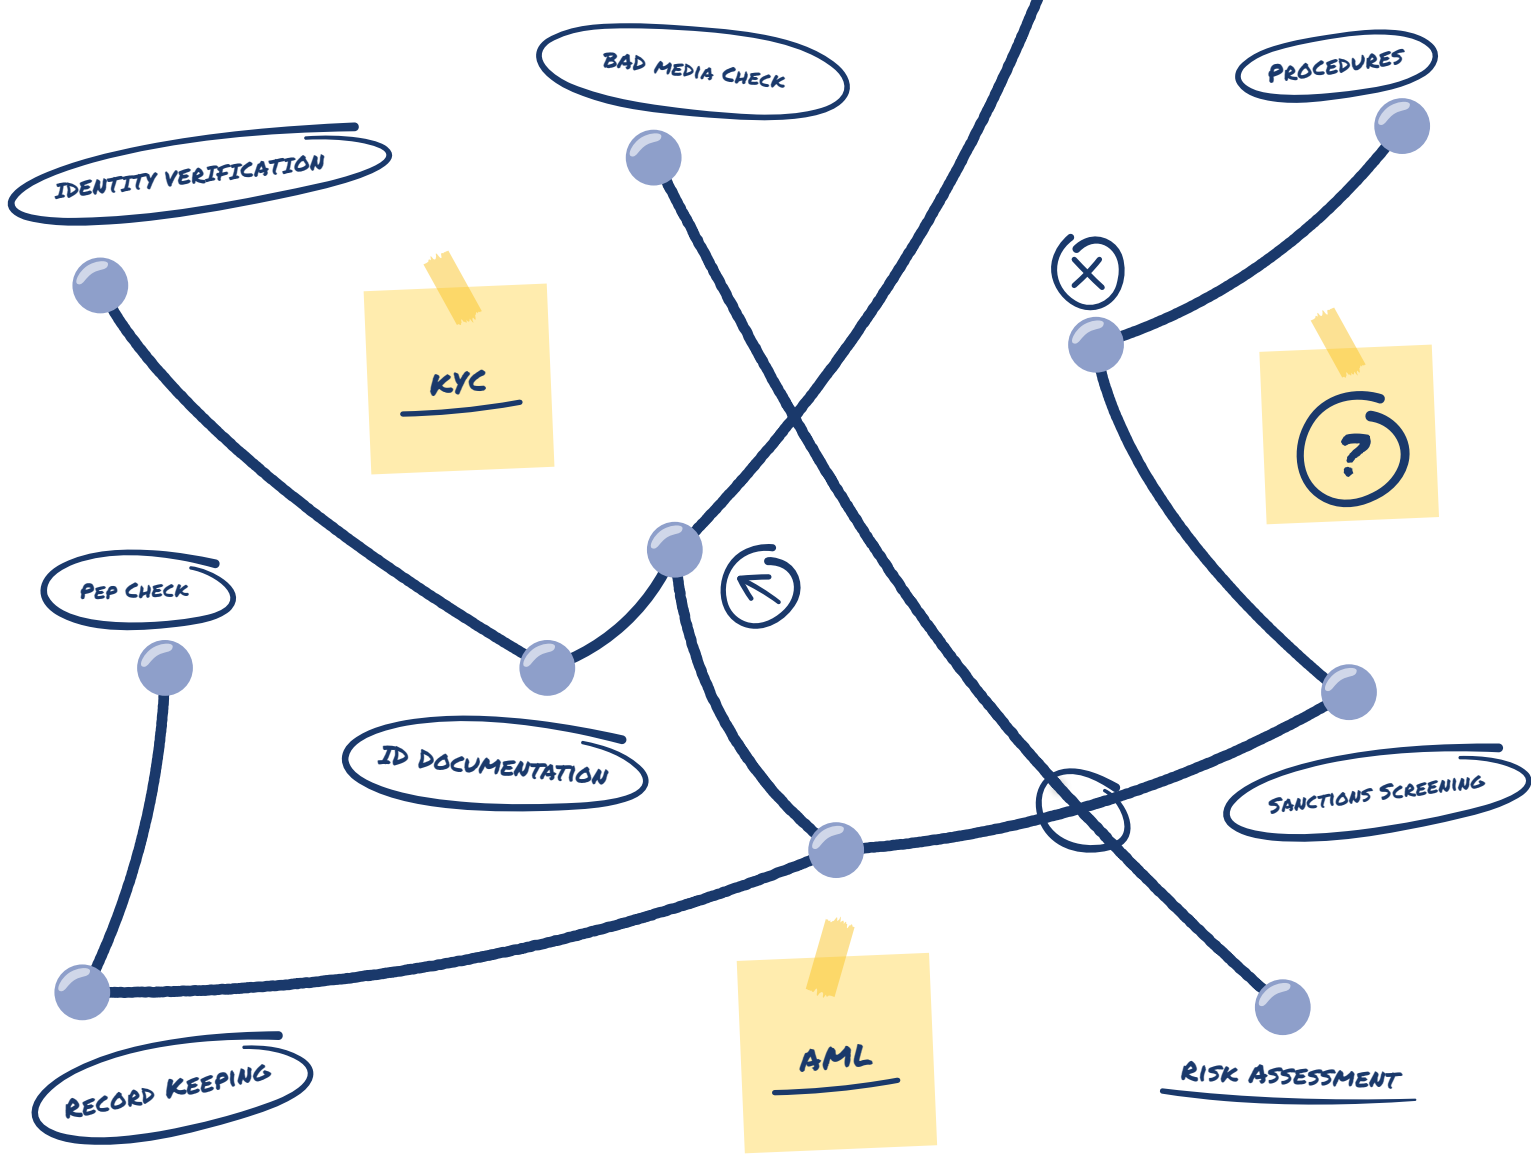 BAD MEDIA CHECK
PROCEDURES
IDENTITY VERIFICATION
KYC
?
PEP CHECK
ID DOCUMENTATION
SANCTIONS SCREENING
AML
RECORD KEEPING
RISK ASSESSMENT